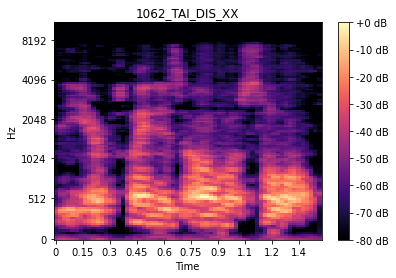 1062_TAI_DIS_XX
+0 dB
8192
-10 dB
4096
-20 dB
-30 dB
2048
Hz
-40 dB
1024
-50 dB
512
-60 dB
-70 dB
0
-80 dB
0 0.15 0.3 0.45 0.6 0.75 0.9 1.1 1.2 1.4
Time